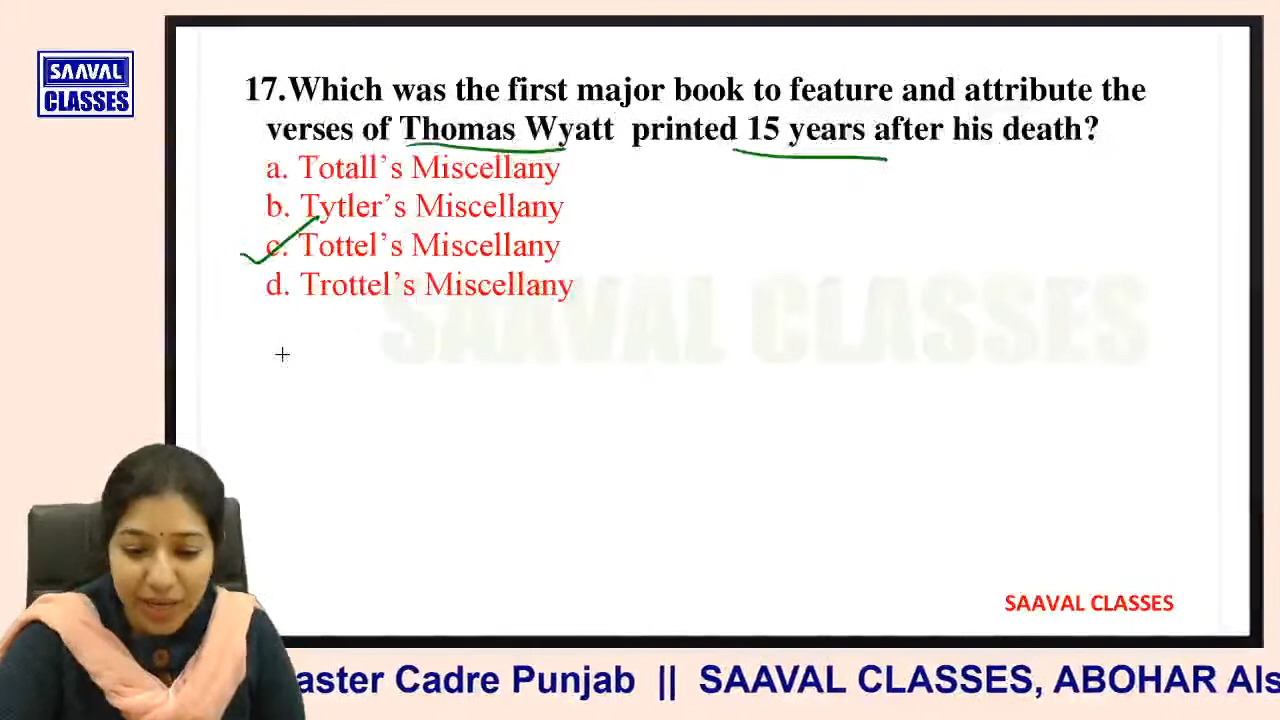 SAAVAL
CLASSES
17.Which was the first major book to feature and attribute the
verses of Thomas Wyatt printed 15 years after his death?
a. Totall’s Miscellany
b. Tytler’s Miscellany
c. Tottel’s Miscellany
d. Trottel’s Miscellany
SAAVAL CLASSES
SAAVAL CLASSES
aster Cadre Punjab || SAAVAL CLASSES, ABOHAR Als